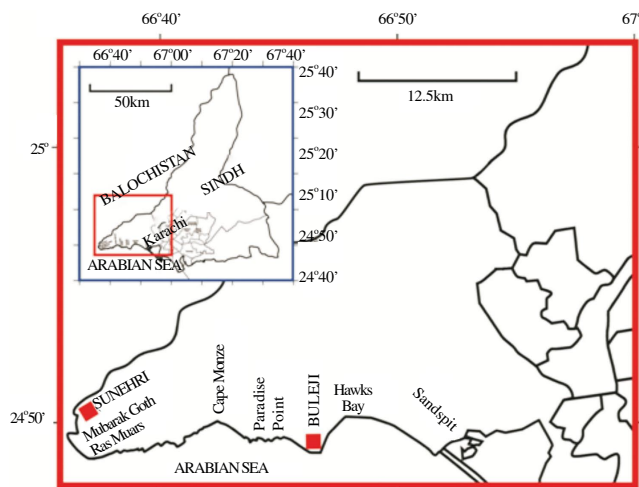 66°40' 66°50' 67°
66°40' 67°00' 67°20' 67°40'
25°40'
50km
12.5km
25°30'
25°
25°20'
BALOCHISTAN
SINDH
25°10'
Karachi
24°50'
ARABIAN SEA
24°40'
SUNEHRI
Mubarak Goth
Ras Muars
Cape Monze
Paradise
Point
BULEJI
Hawks
Bay
Sandspit
24°50'
ARABIAN SEA